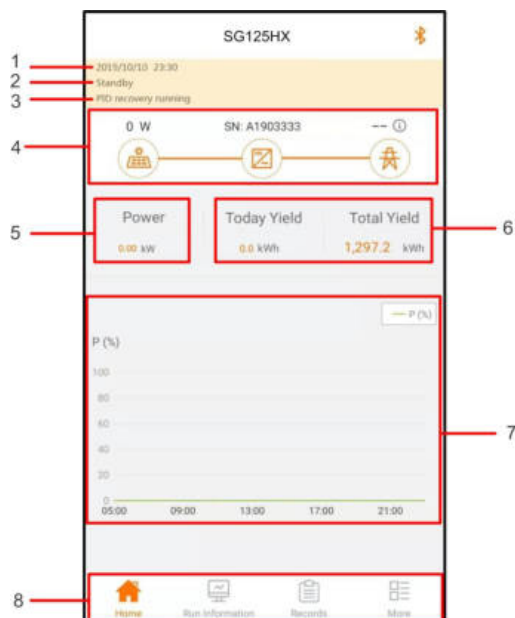 SG125HX
1
2019/10/10 23:30
2
Standby
3
PID recovery running
4
0 W SN: A1903333 --
5
Power Today Yield Total Yield
6
0.00 kW 0.0 kWh 1,297.2 kWh
P (%)
P (%)
100
80
60
40
7
20
0
05:00 09:00 13:00 17:00 21:00
8
Home Run Information Records More